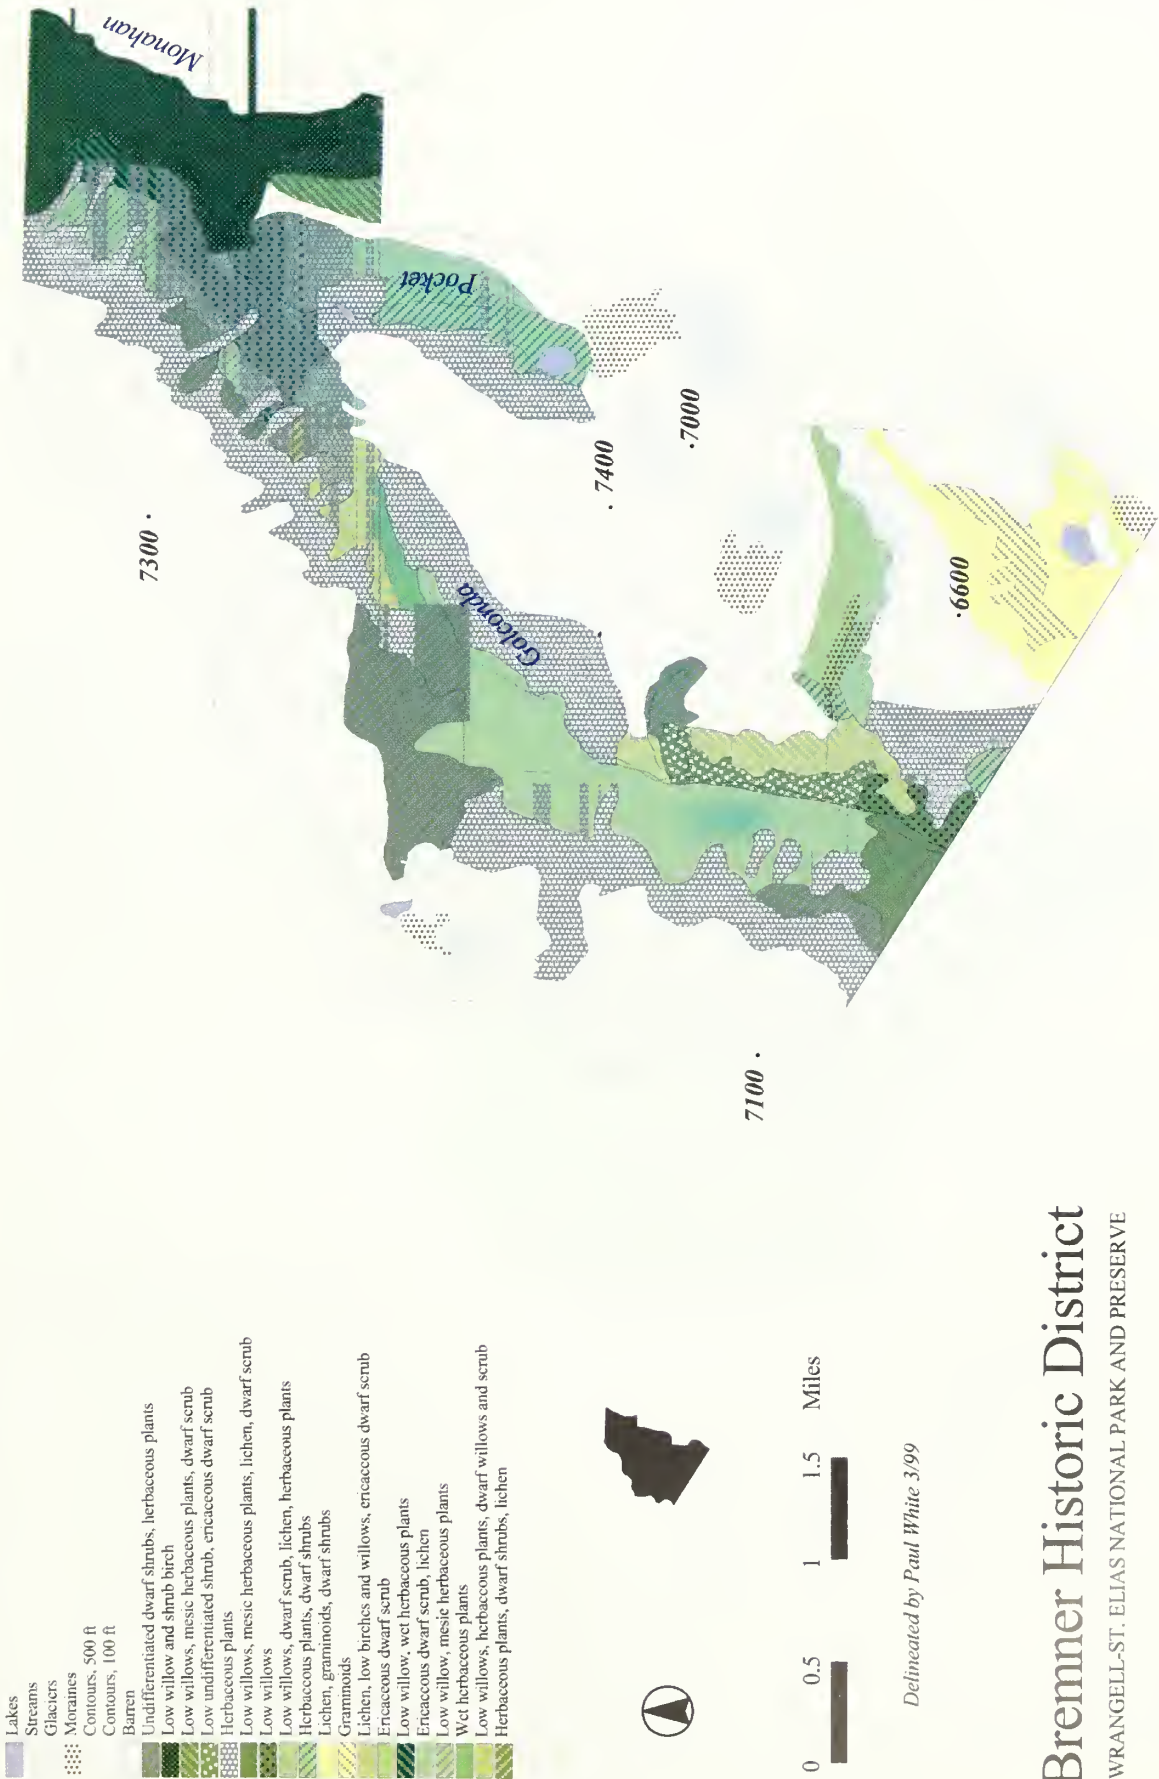 Lakes
Streams
Glaciers
Moraines
Contours, 500 ft
Contours, 100 ft
Barren
Undifferentiated dwarf shrubs, herbaceous plants
Low willow and shrub birch
Low willows, mesic herbaceous plants, dwarf scrub
Low undifferentiated shrub, ericaceous dwarf scrub
Herbaceous plants
Low willows, mesic herbaceous plants, lichen, dwarf scrub
Low willows
Low willows, dwarf scrub, lichen, herbaceous plants
Herbaceous plants, dwarf shrubs
Lichen, graminoids, dwarf shrubs
Graminoids
Lichen, low birches and willows, ericaceous dwarf scrub
Ericaceous dwarf scrub
Low willow, wet herbaceous plants
Ericaceous dwarf scrub, lichen
Low willow, mesic herbaceous plants
Wet herbaceous plants
Low willows, herbaceous plants, dwarf willows and scrub
Herbaceous plants, dwarf shrubs, lichen
Monahan
Pocket
Golconda
7300
.7400
.7000
.6600
7100
0 0.5 1 1.5 Miles
Delineated by Paul White 3/99
Bremner Historic District
WRANGELL-ST. ELIAS NATIONAL PARK AND PRESERVE